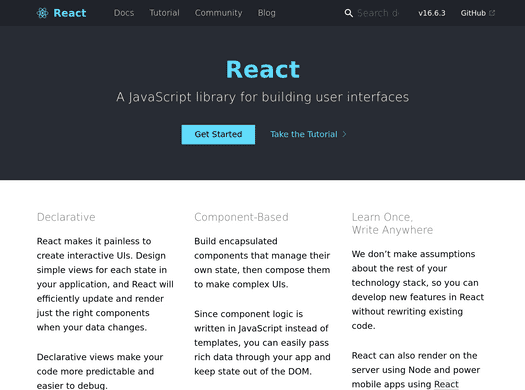 React Docs Tutorial Community Blog Search d v16.6.3 GitHub
React
A JavaScript library for building user interfaces
Get Started Take the Tutorial
Declarative
React makes it painless to
create interactive UIs. Design
simple views for each state in
your application, and React will
efficiently update and render
just the right components
when your data changes.
Declarative views make your
code more predictable and
easier to debug.
Component-Based
Build encapsulated
components that manage their
own state, then compose them
to make complex UIs.
Since component logic is
written in JavaScript instead of
templates, you can easily pass
rich data through your app and
keep state out of the DOM.
Learn Once,
Write Anywhere
We don’t make assumptions
about the rest of your
technology stack, so you can
develop new features in React
without rewriting existing
code.
React can also render on the
server using Node and power
mobile apps using React